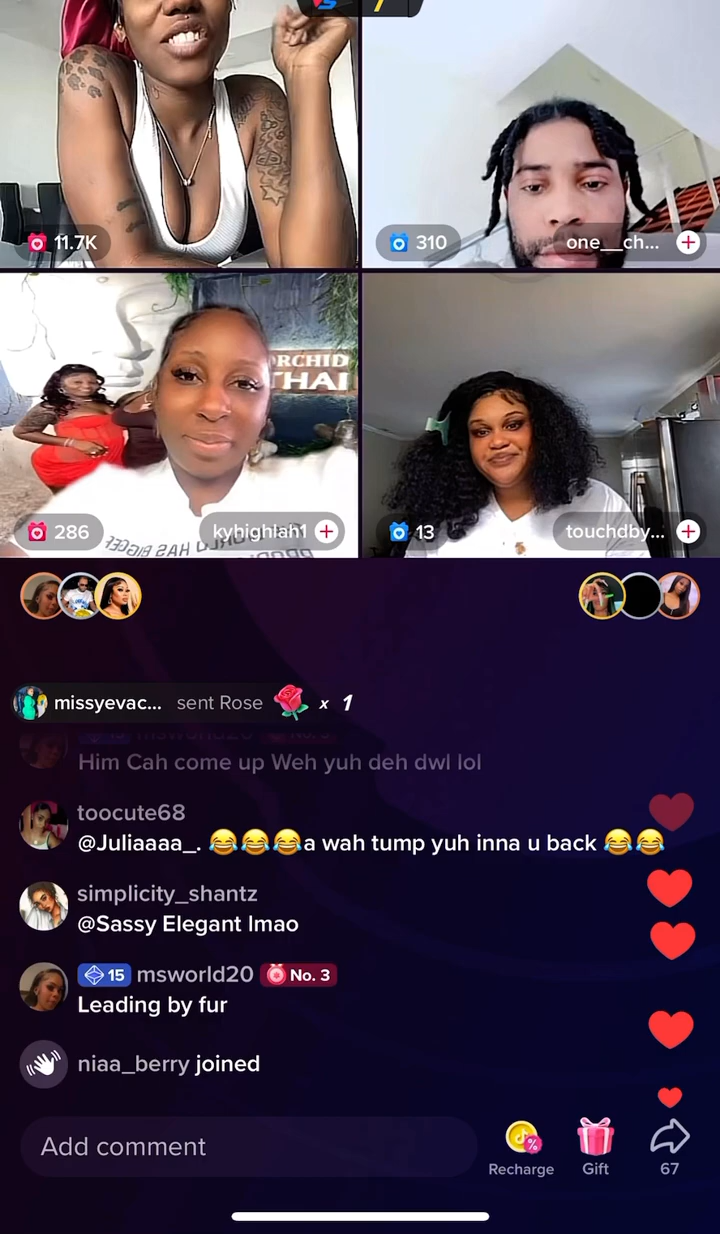 11.7K
310
one__ch...
ORCHID
THAI
286
kyhighlah1
13
touchdby...
missyevac... sent Rose x 1
msworld20
Him Cah come up Weh yuh deh dwl lol
toocute68
@Juliaaaa_. 😂😂😂a wah tump yuh inna u back 😂😂
simplicity_shantz
@Sassy Elegant lmao
15 msworld20 No. 3
Leading by fur
niaa_berry joined
Add comment
Recharge
Gift
67